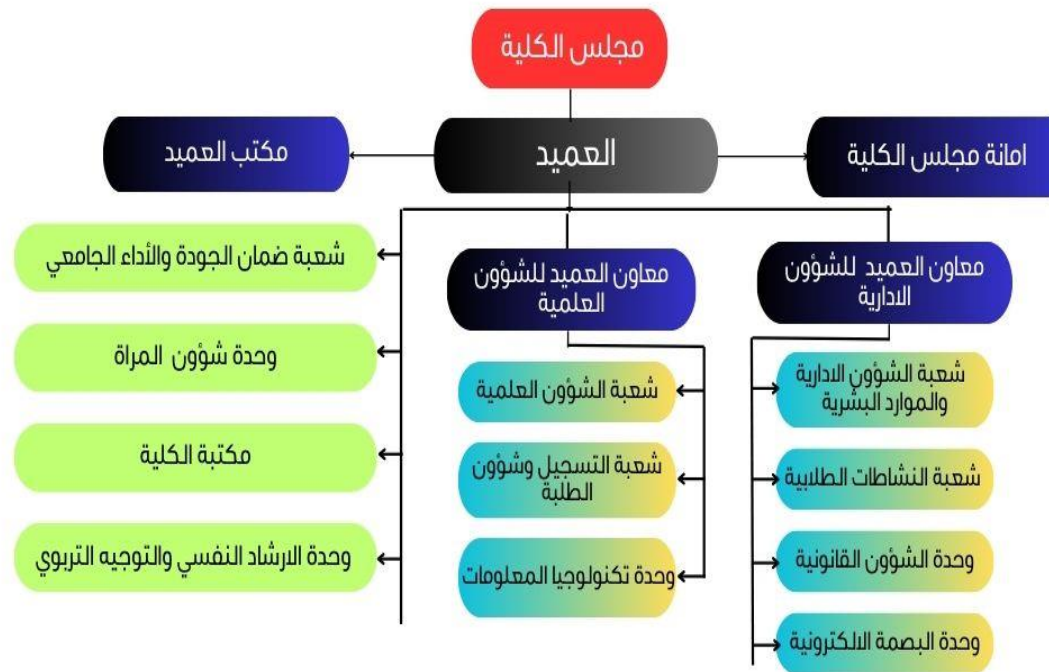 مجلس الكلية
امانة مجلس الكلية
العميد
مكتب العميد
معاون العميد للشؤون
الادارية
شعبة الشؤون الادارية
والموارد البشرية
شعبة النشاطات الطلابية
وحدة الشؤون القانونية
وحدة البصمة الالكترونية
معاون العميد للشؤون
العلمية
شعبة الشؤون العلمية
شعبة التسجيل وشؤون
الطلبة
وحدة تكنولوجيا المعلومات
شعبة ضمان الجودة والأداء الجامعي
وحدة شؤون المراة
مكتبة الكلية
وحدة الارشاد النفسي والتوجيه التربوي